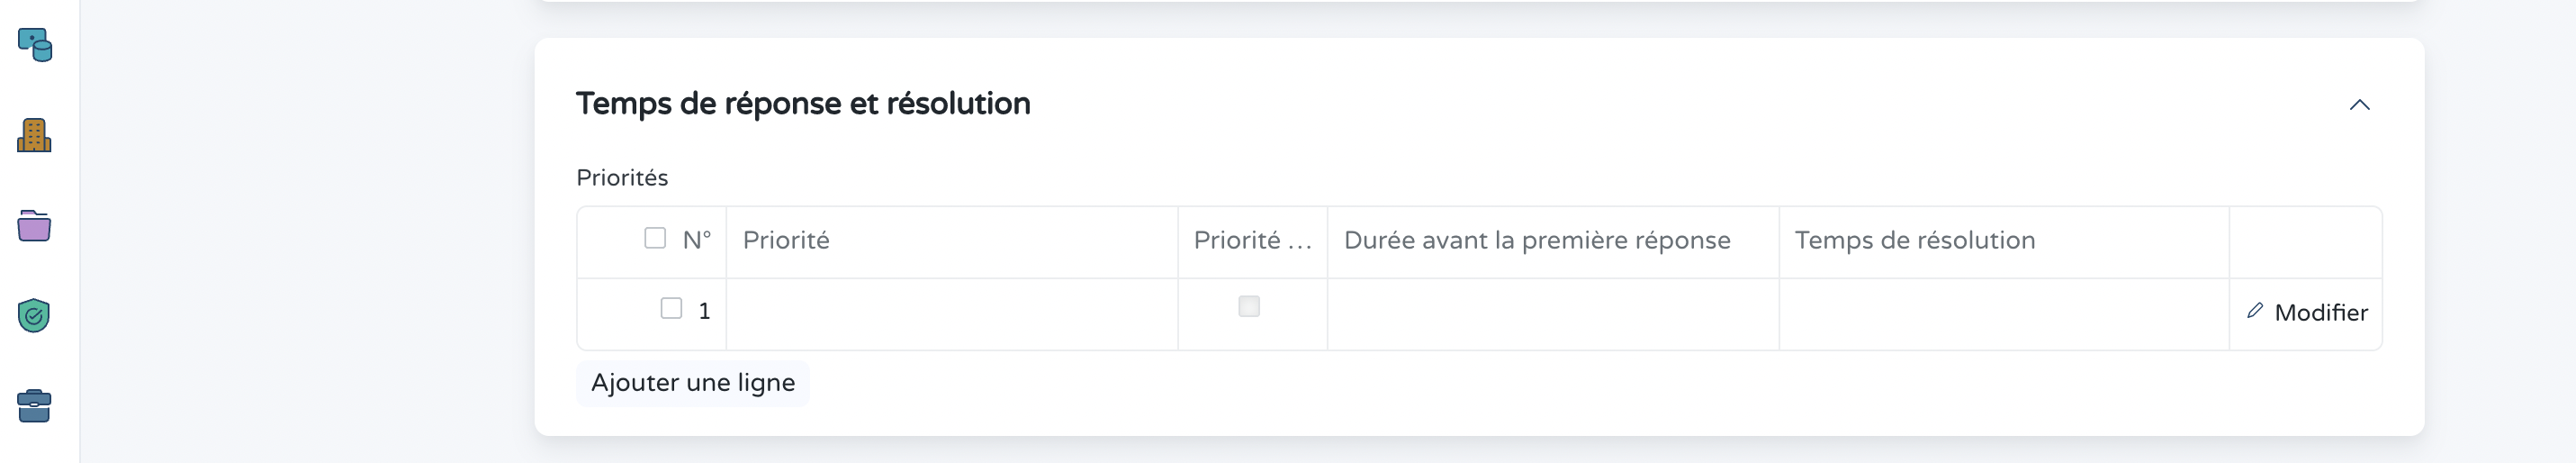 Temps de réponse et résolution
Priorités
N° Priorité Priorité ... Durée avant la première réponse Temps de résolution
1 Modifier
Ajouter une ligne